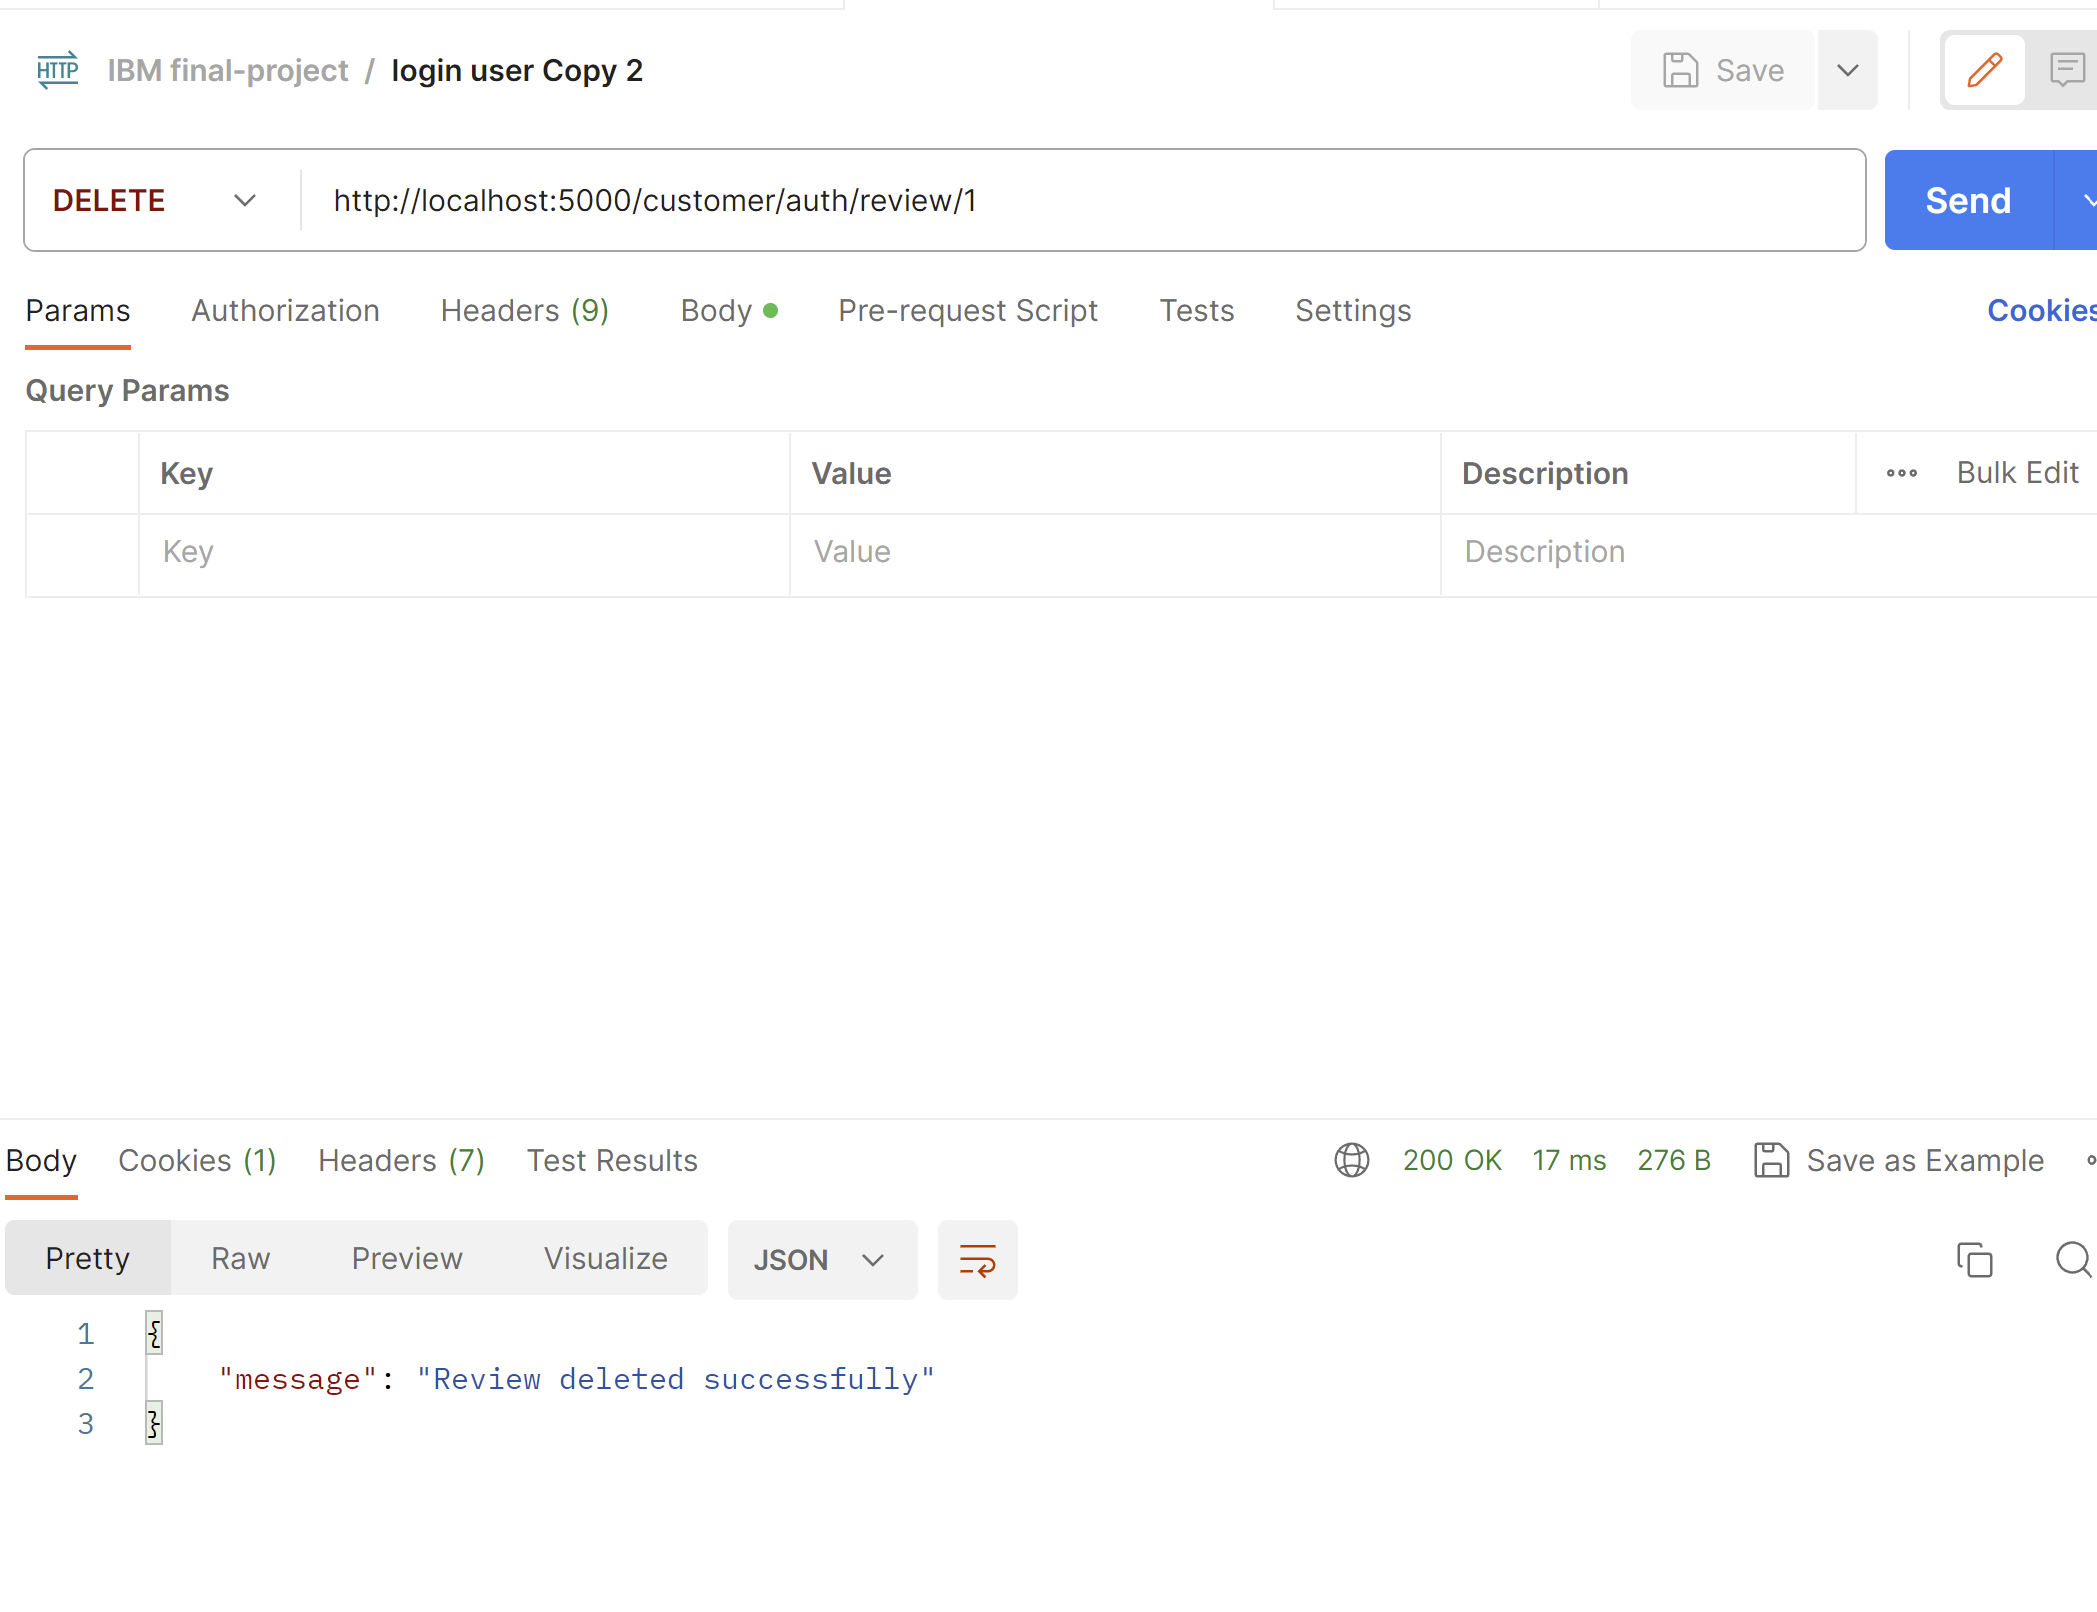 HTTP IBM final-project / login user Copy 2 Save
DELETE http://localhost:5000/customer/auth/review/1 Send
Params Authorization Headers (9) Body Pre-request Script Tests Settings Cookies
Query Params
Key Value Description Bulk Edit
Key Value Description
Body Cookies (1) Headers (7) Test Results 200 OK 17 ms 276 B Save as Example
Pretty Raw Preview Visualize JSON
1 {
2 "message": "Review deleted successfully"
3 }